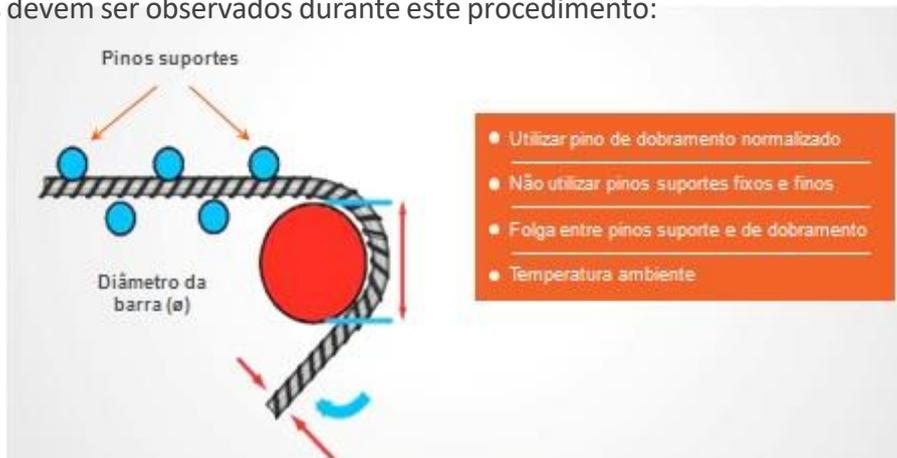 devem ser observados durante este procedimento:
Pinos suportes
• Utilizar pino de dobramento normalizado
• Não utilizar pinos suportes fixos e finos
• Folga entre pinos suporte e de dobramento
• Temperatura ambiente
Diâmetro da
barra (ø)